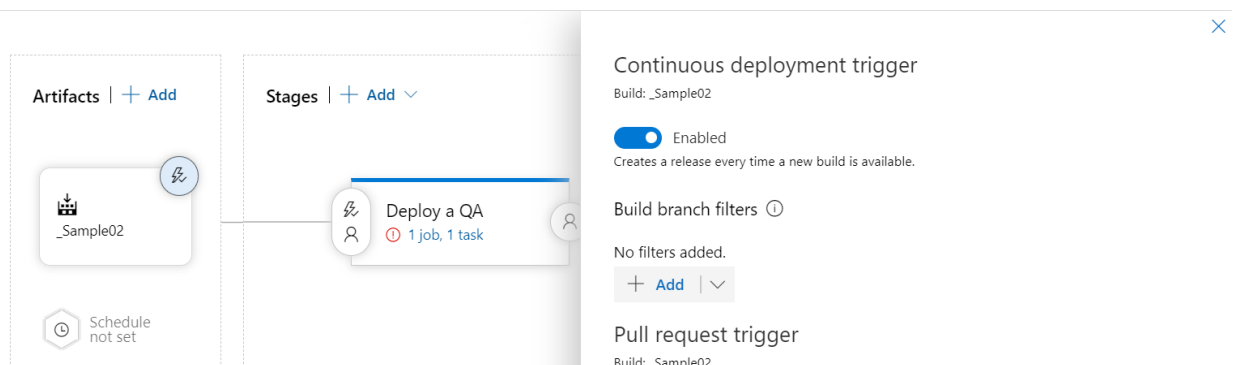 Artifacts | + Add
Stages | + Add
_Sample02
Schedule
not set
Deploy a QA
1 job, 1 task
Continuous deployment trigger
Build: _Sample02
Enabled
Creates a release every time a new build is available.
Build branch filters
No filters added.
+ Add
Pull request trigger
Build: _Sample02